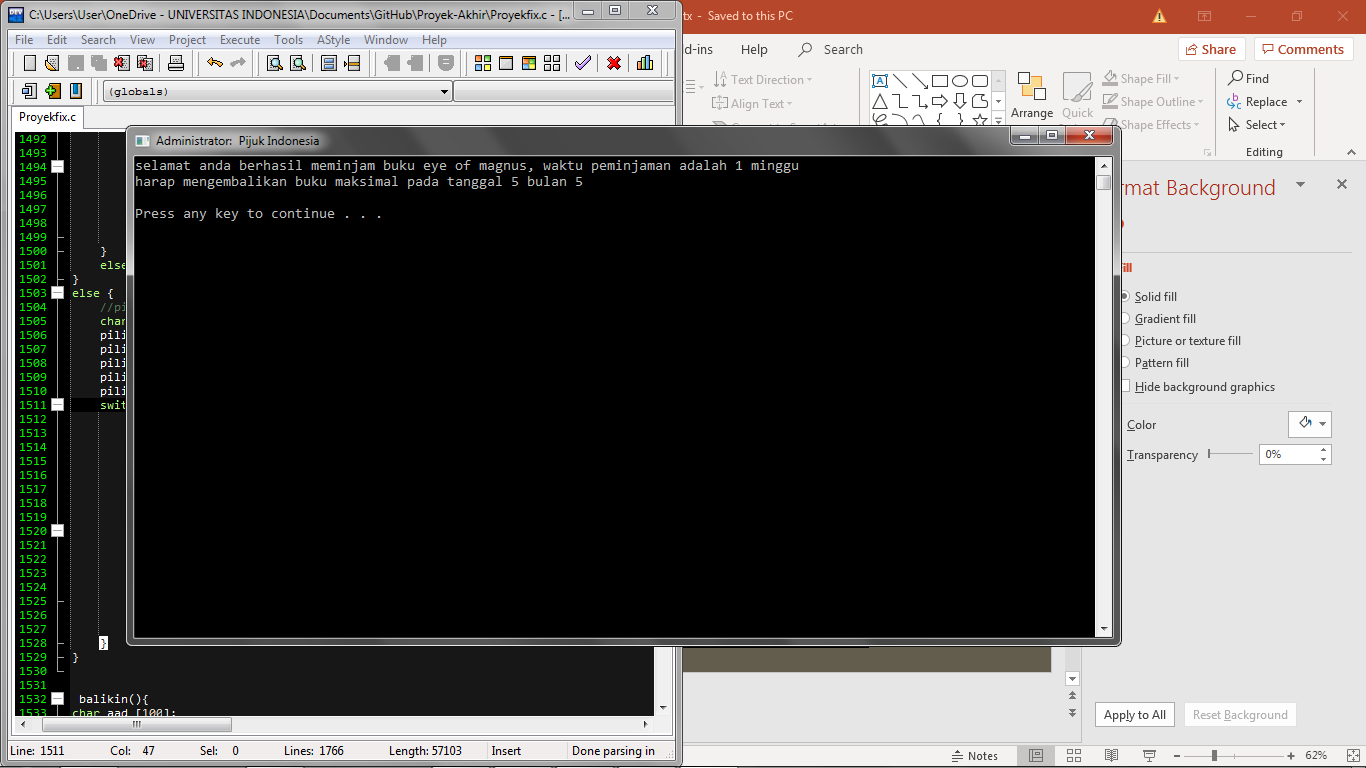 C:\Users\User\OneDrive - UNIVERSITAS INDONESIA\Documents\GitHub\Proyek-Akhir\Proyekfix.c - [...
File Edit Search View Project Execute Tools AStyle Window Help
(globals)
Proyekfix.c
1492
1493
1494
1495
1496
1497
1498
1499
1500 }
1501 else
1502 }
1503 else {
1504 //pi
1505 char
1506 pili
1507 pili
1508 pili
1509 pili
1510 pili
1511 swit
1512
1513
1514
1515
1516
1517
1518
1519
1520
1521
1522
1523
1524
1525
1526
1527
1528 }
1529 }
1530
1531
1532 balikin(){
1533 char aad [100];
Line: 1511 Col: 47 Sel: 0 Lines: 1766 Length: 57103 Insert Done parsing in
Administrator: Pijuk Indonesia
selamat anda berhasil meminjam buku eye of magnus, waktu peminjaman adalah 1 minggu
harap mengembalikan buku maksimal pada tanggal 5 bulan 5
Press any key to continue . . .
tx - Saved to this PC
d-ins Help Search
Share Comments
Text Direction
Align Text
Arrange
Quick
Shape Fill
Shape Outline
Shape Effects
Find
Replace
Select
Editing
rmat Background
ill
Solid fill
Gradient fill
Picture or texture fill
Pattern fill
Hide background graphics
Color
Transparency 0%
Apply to All Reset Background
Notes 62%